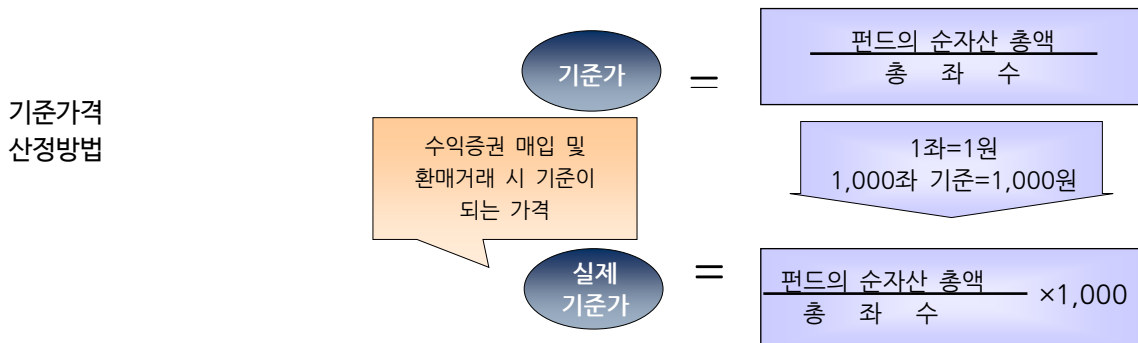 기준가격
산정방법
기준가
=
펀드의 순자산 총액
총 좌 수
수익증권 매입 및
환매거래 시 기준이
되는 가격
1좌=1원
1,000좌 기준=1,000원
실제
기준가
=
펀드의 순자산 총액
총 좌 수
×1,000